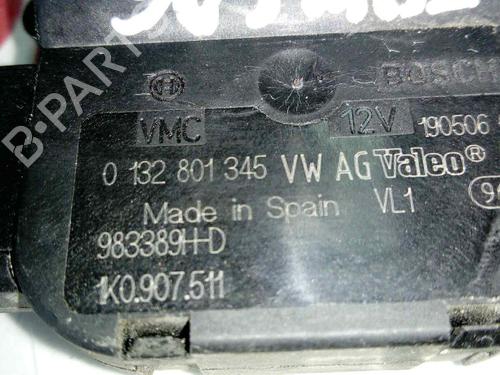 BOSCH
VMC 12V 190506
0 132 801 345 VW AG Valeo
Made in Spain VL1
983389H-D
1K0.907.511
B-PARTS